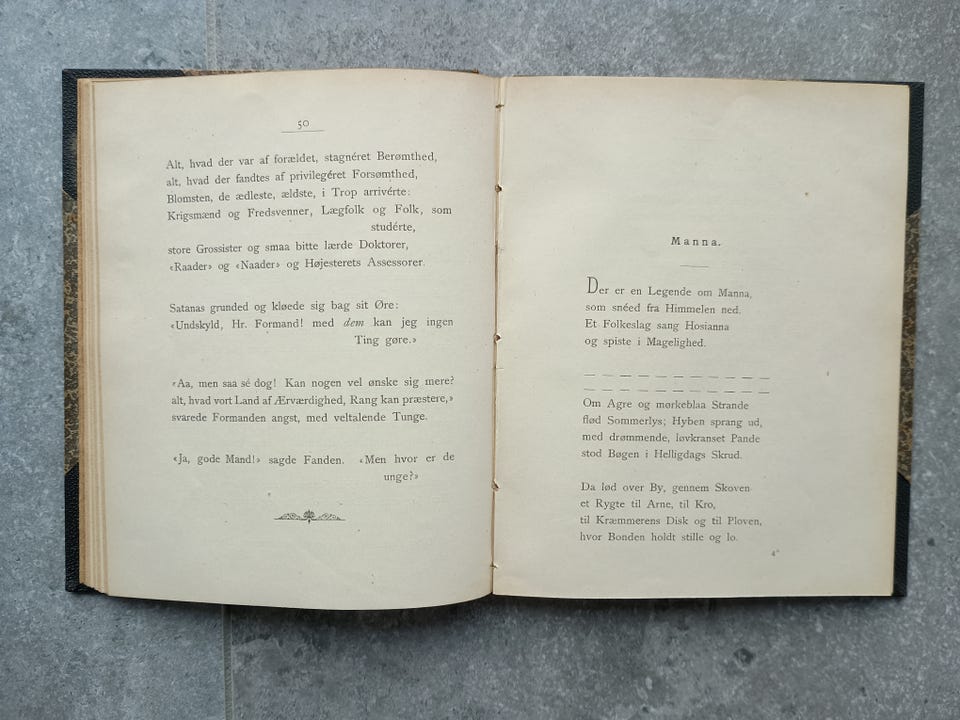 50
Alt, hvad der var af forældet, stagnéret Berømthed,
alt, hvad der fandtes af privilegéret Forsømthed,
Blomsten, de ædleste, ældste, i Trop arrivérte:
Krigsmænd og Fredsvenner, Lægfolk og Folk, som
studérte,
store Grossister og smaa bitte lærde Doktorer,
«Raader» og «Naader» og Højesterets Assessorer.
Satanas grunded og kløede sig bag sit Øre:
«Undskyld, Hr. Formand! med dem kan jeg ingen
Ting gøre.»
«Aa, men saa sé dog! Kan nogen vel ønske sig mere?
alt, hvad vort Land af Ærværdighed, Rang kan præstere,»
svarede Formanden angst, med veltalende Tunge.
«Ja, gode Mand!» sagde Fanden. «Men hvor er de
unge?»
Manna.
Der er en Legende om Manna,
som snéed fra Himmelen ned.
Et Folkeslag sang Hosianna
og spiste i Magelighed.
Om Agre og mørkeblaa Strande
flød Sommerlys; Hyben sprang ud,
med drømmende, løvkranset Pande
stod Bøgen i Helligdags Skrud.
Da lød over By, gennem Skoven
et Rygte til Arne, til Kro,
til Kræmmerens Disk og til Ploven,
hvor Bonden holdt stille og lo.
4*